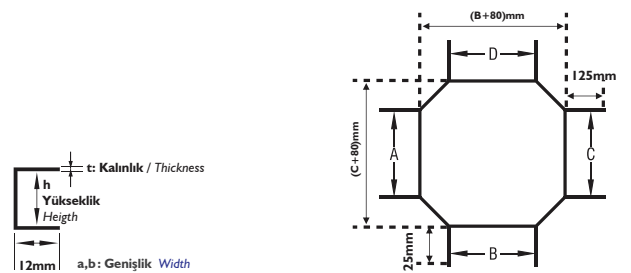 (B+80)mm
D
125mm
(C+80)mm
A
C
t: Kalınlık / Thickness
h
Yükseklik
Heigth
B
25mm
12mm
a,b: Genişlik Width